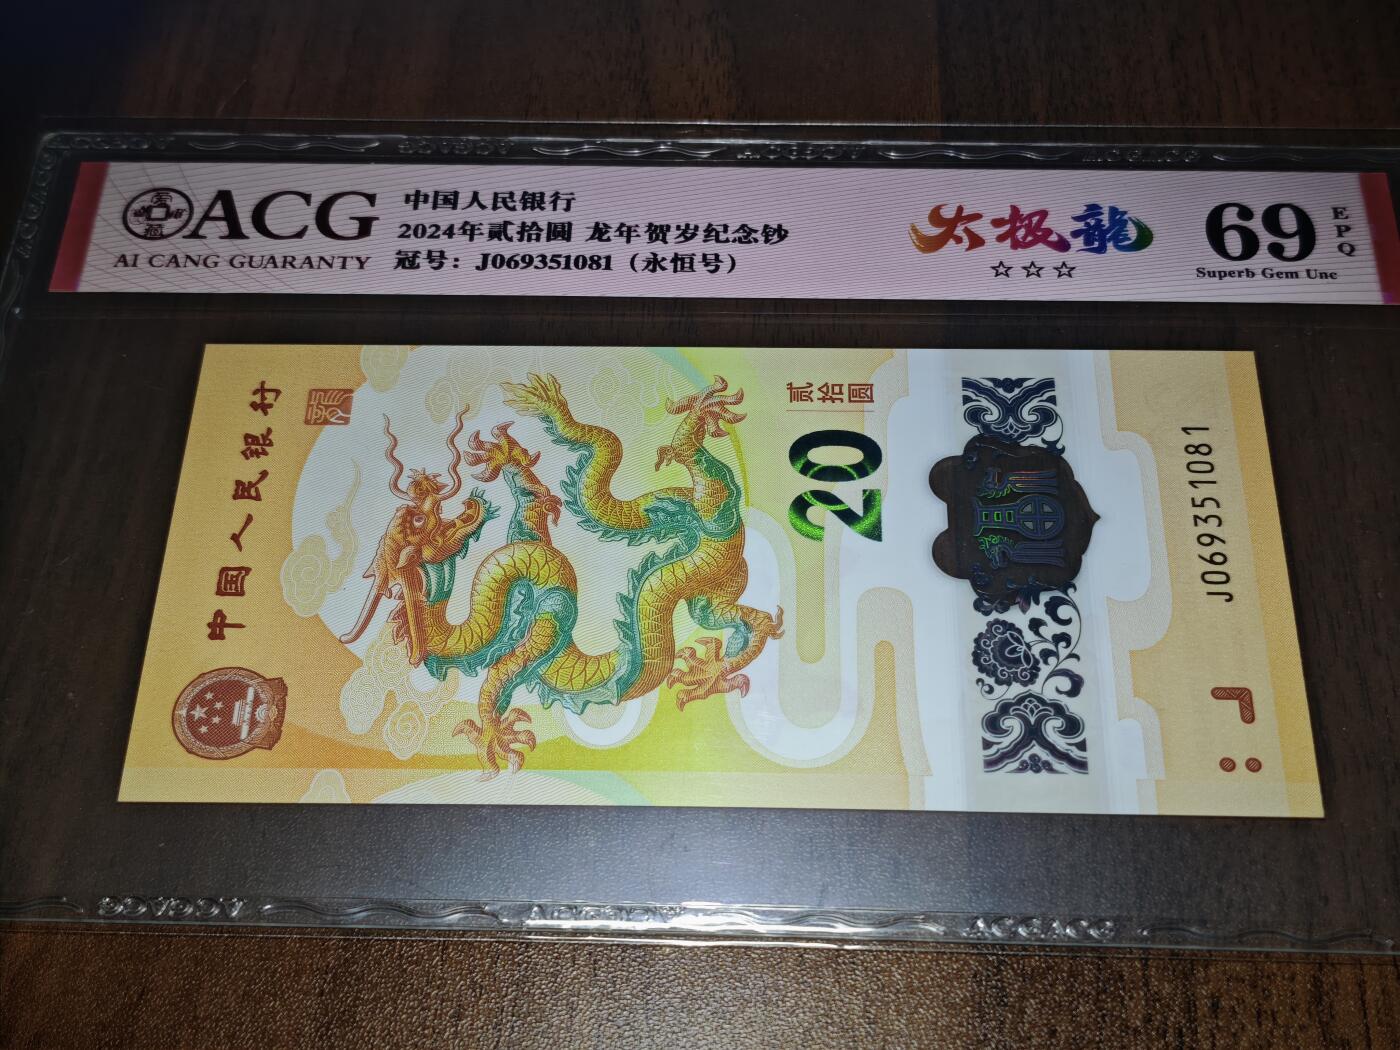 ACG
AI CANG GUARANTY
中国人民银行
2024年贰拾圆 龙年贺岁纪念钞
冠号：J069351081（永恒号）
太极龍
☆☆☆
69
EPQ
Superb Gem Unc
中国人民银行
贰拾圆
20
J069351081
ACGACG
ACGACG